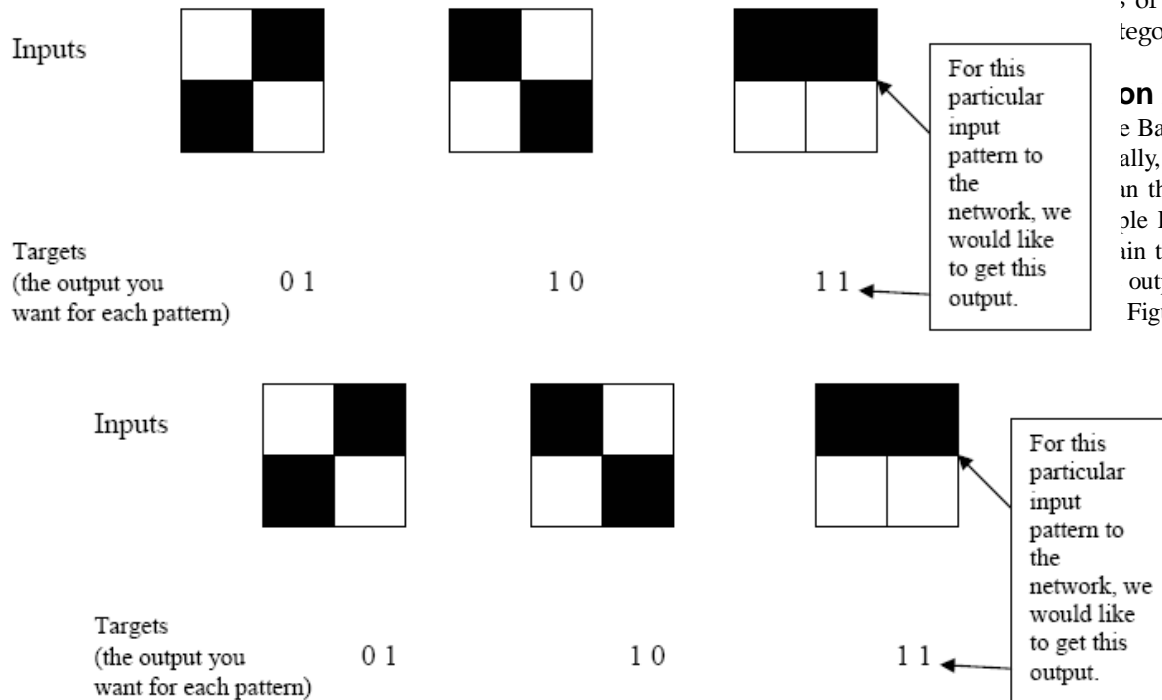 Inputs
For this
particular
input
pattern to
the
network, we
would like
to get this
output.
Targets
(the output you
want for each pattern)
0 1
1 0
1 1
on
ally,
Figu
Inputs
For this
particular
input
pattern to
the
network, we
would like
to get this
output.
Targets
(the output you
want for each pattern)
0 1
1 0
1 1